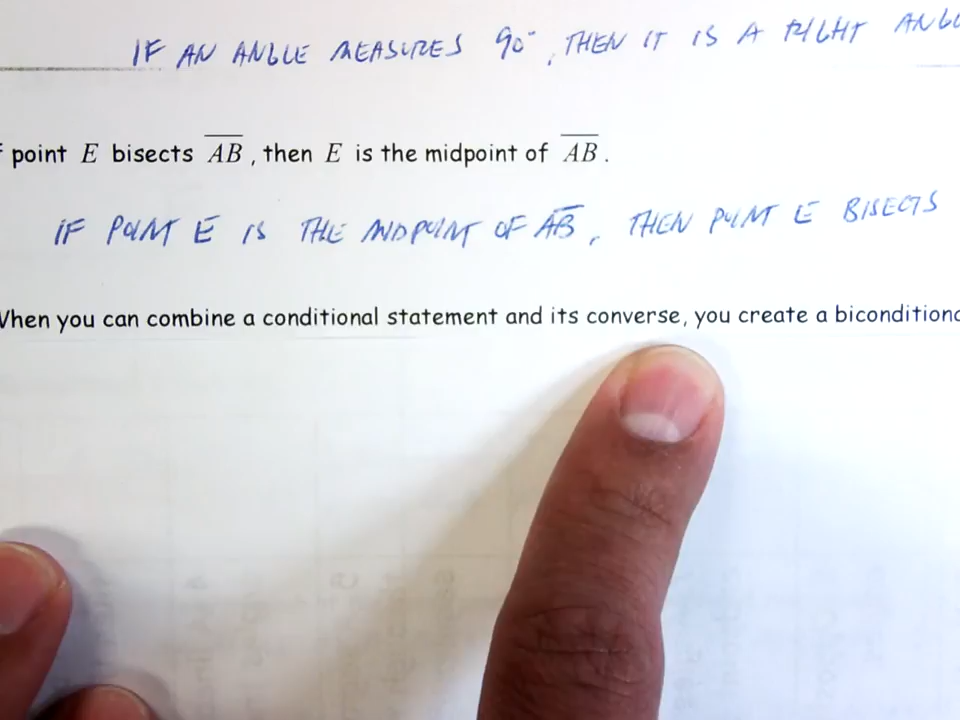 IF AN ANGLE MEASURES 90°, THEN IT IS A RIGHT ANGL
f point E bisects AB, then E is the midpoint of AB.
IF POINT E IS THE MIDPOINT OF AB, THEN POINT E BISECTS
When you can combine a conditional statement and its converse, you create a biconditiona